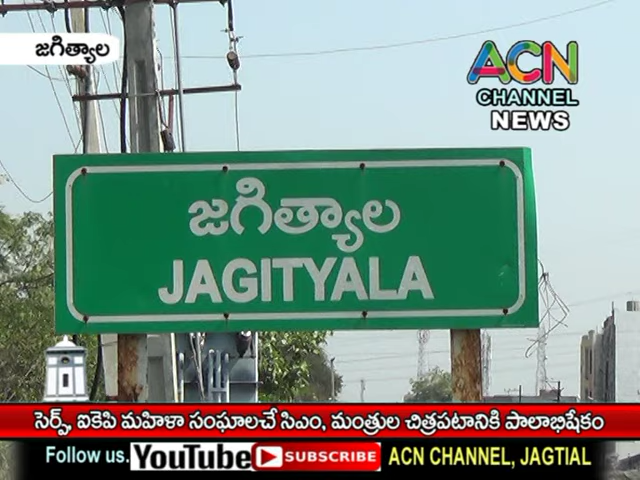 జగిత్యాల
ACN
CHANNEL
NEWS
జగిత్యాల
JAGITYALA
సెర్ప్, ఐకెపి మహిళా సంఘాలచే సిఎం, మంత్రుల చిత్రపటానికి పాలాభిషేకం
Follow us. YouTube SUBSCRIBE ACN CHANNEL, JAGTIAL